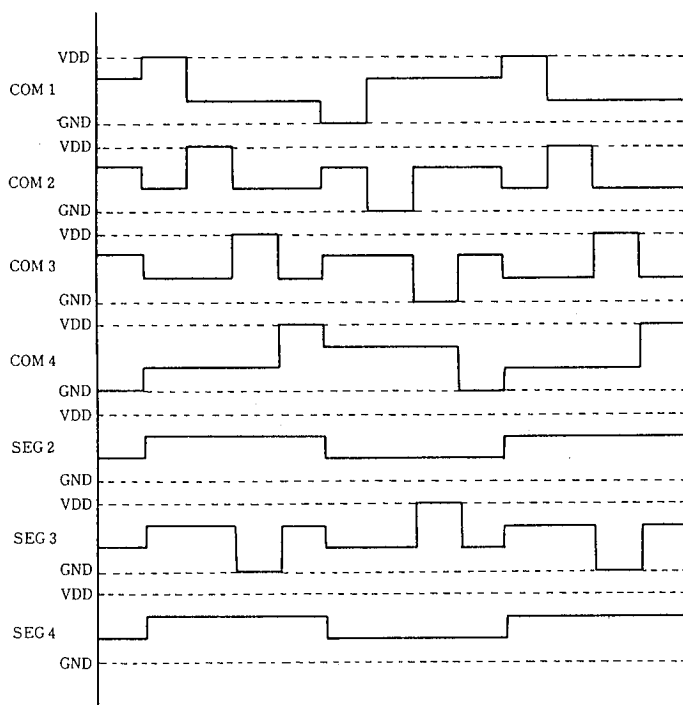 VDD
COM 1
GND
VDD
COM 2
GND
VDD
COM 3
GND
VDD
COM 4
GND
VDD
SEG 2
GND
VDD
SEG 3
GND
VDD
SEG 4
GND